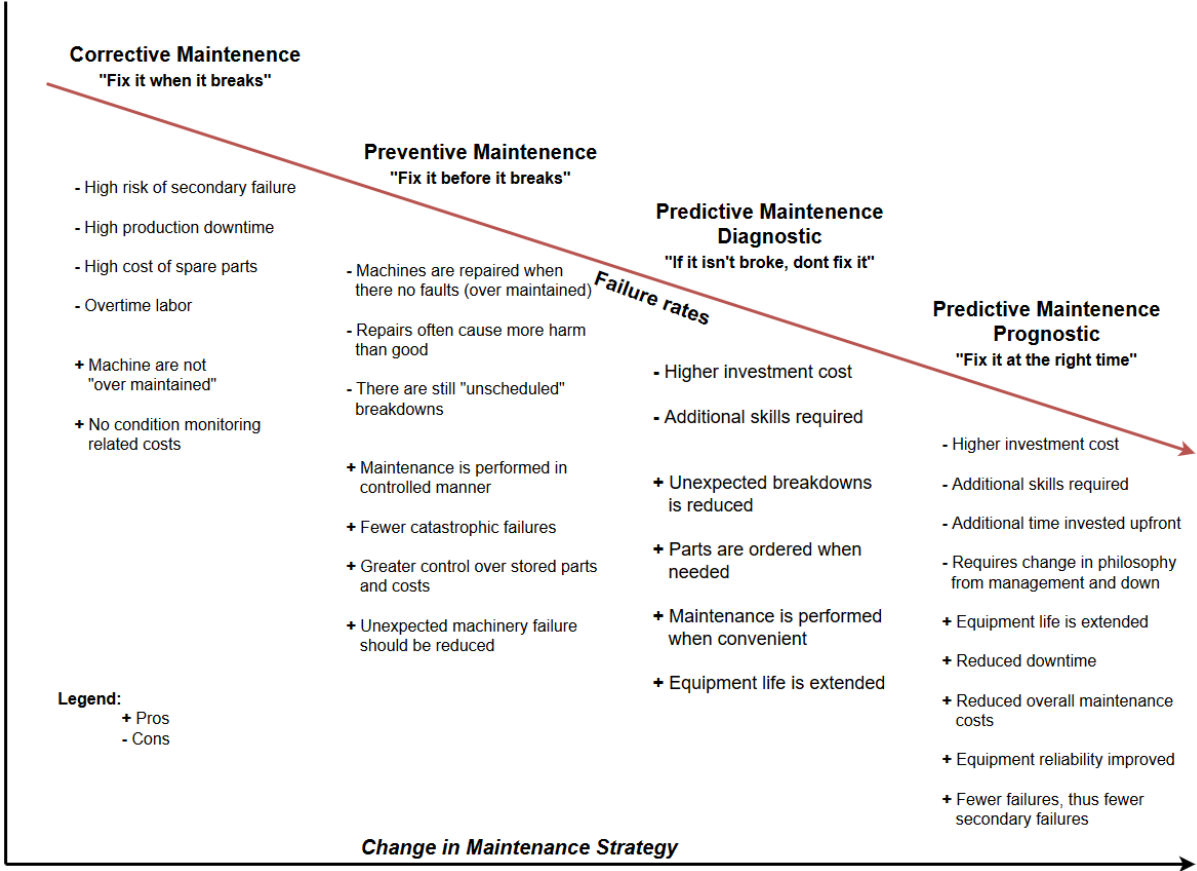 Corrective Maintenence
"Fix it when it breaks"
- High risk of secondary failure
- High production downtime
- High cost of spare parts
- Overtime labor
+ Machine are not
"over maintained"
+ No condition monitoring
related costs
Preventive Maintenence
"Fix it before it breaks"
- Machines are repaired when
there no faults (over maintained)
- Repairs often cause more harm
than good
- There are still "unscheduled"
breakdowns
+ Maintenance is performed in
controlled manner
+ Fewer catastrophic failures
+ Greater control over stored parts
and costs
+ Unexpected machinery failure
should be reduced
Failure rates
Predictive Maintenence
Diagnostic
"If it isn't broke, dont fix it"
- Higher investment cost
- Additional skills required
+ Unexpected breakdowns
is reduced
+ Parts are ordered when
needed
+ Maintenance is performed
when convenient
+ Equipment life is extended
Predictive Maintenence
Prognostic
"Fix it at the right time"
- Higher investment cost
- Additional skills required
- Additional time invested upfront
- Requires change in philosophy
from management and down
+ Equipment life is extended
+ Reduced downtime
+ Reduced overall maintenance
costs
+ Equipment reliability improved
+ Fewer failures, thus fewer
secondary failures
Legend:
+ Pros
- Cons
Change in Maintenance Strategy